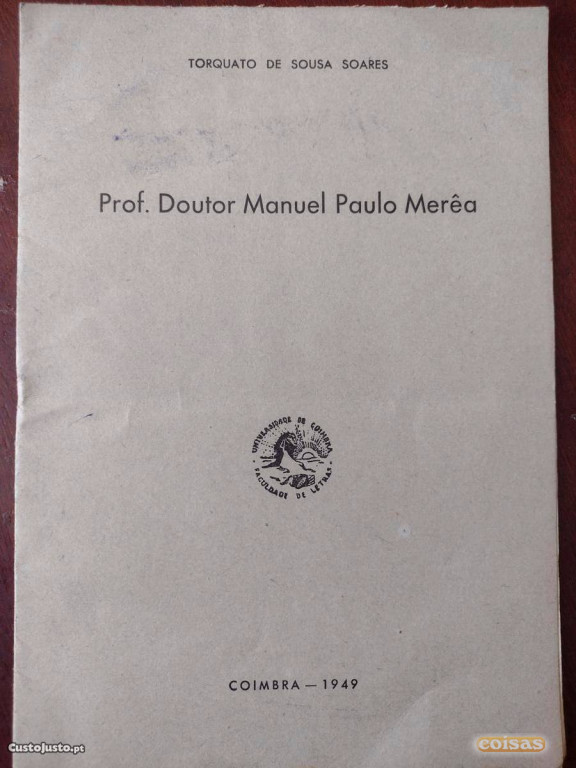 TORQUATO DE SOUSA SOARES
Prof. Doutor Manuel Paulo Merêa
UNIVERSIDADE DE COIMBRA
FACULDADE DE LETRAS
COIMBRA — 1949
CustoJusto.pt
coisas